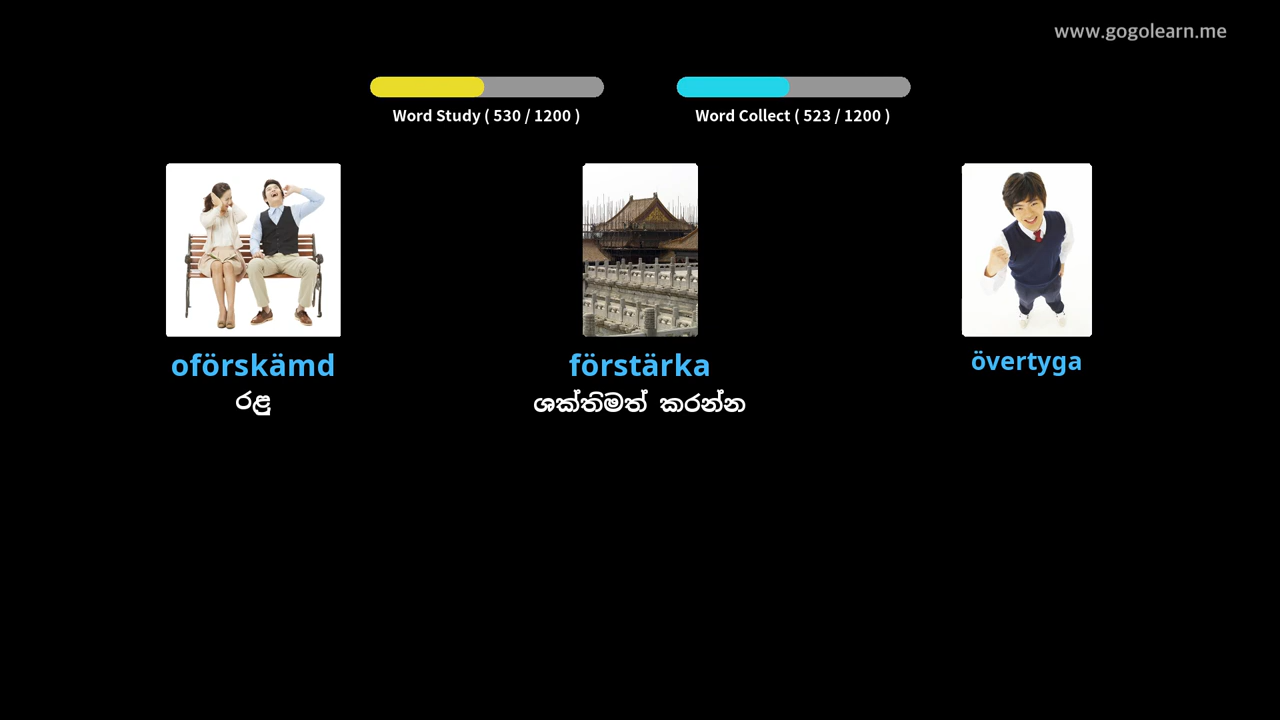 www.gogolearn.me
Word Study ( 530 / 1200 )
Word Collect ( 523 / 1200 )
oförskämd
රළු
förstärka
ශක්තිමත් කරන්න
övertyga